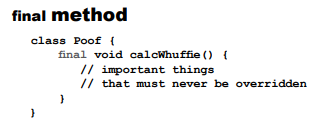 final method
class Poof {
final void calcWhuffie() {
// important things
// that must never be overridden
}
}